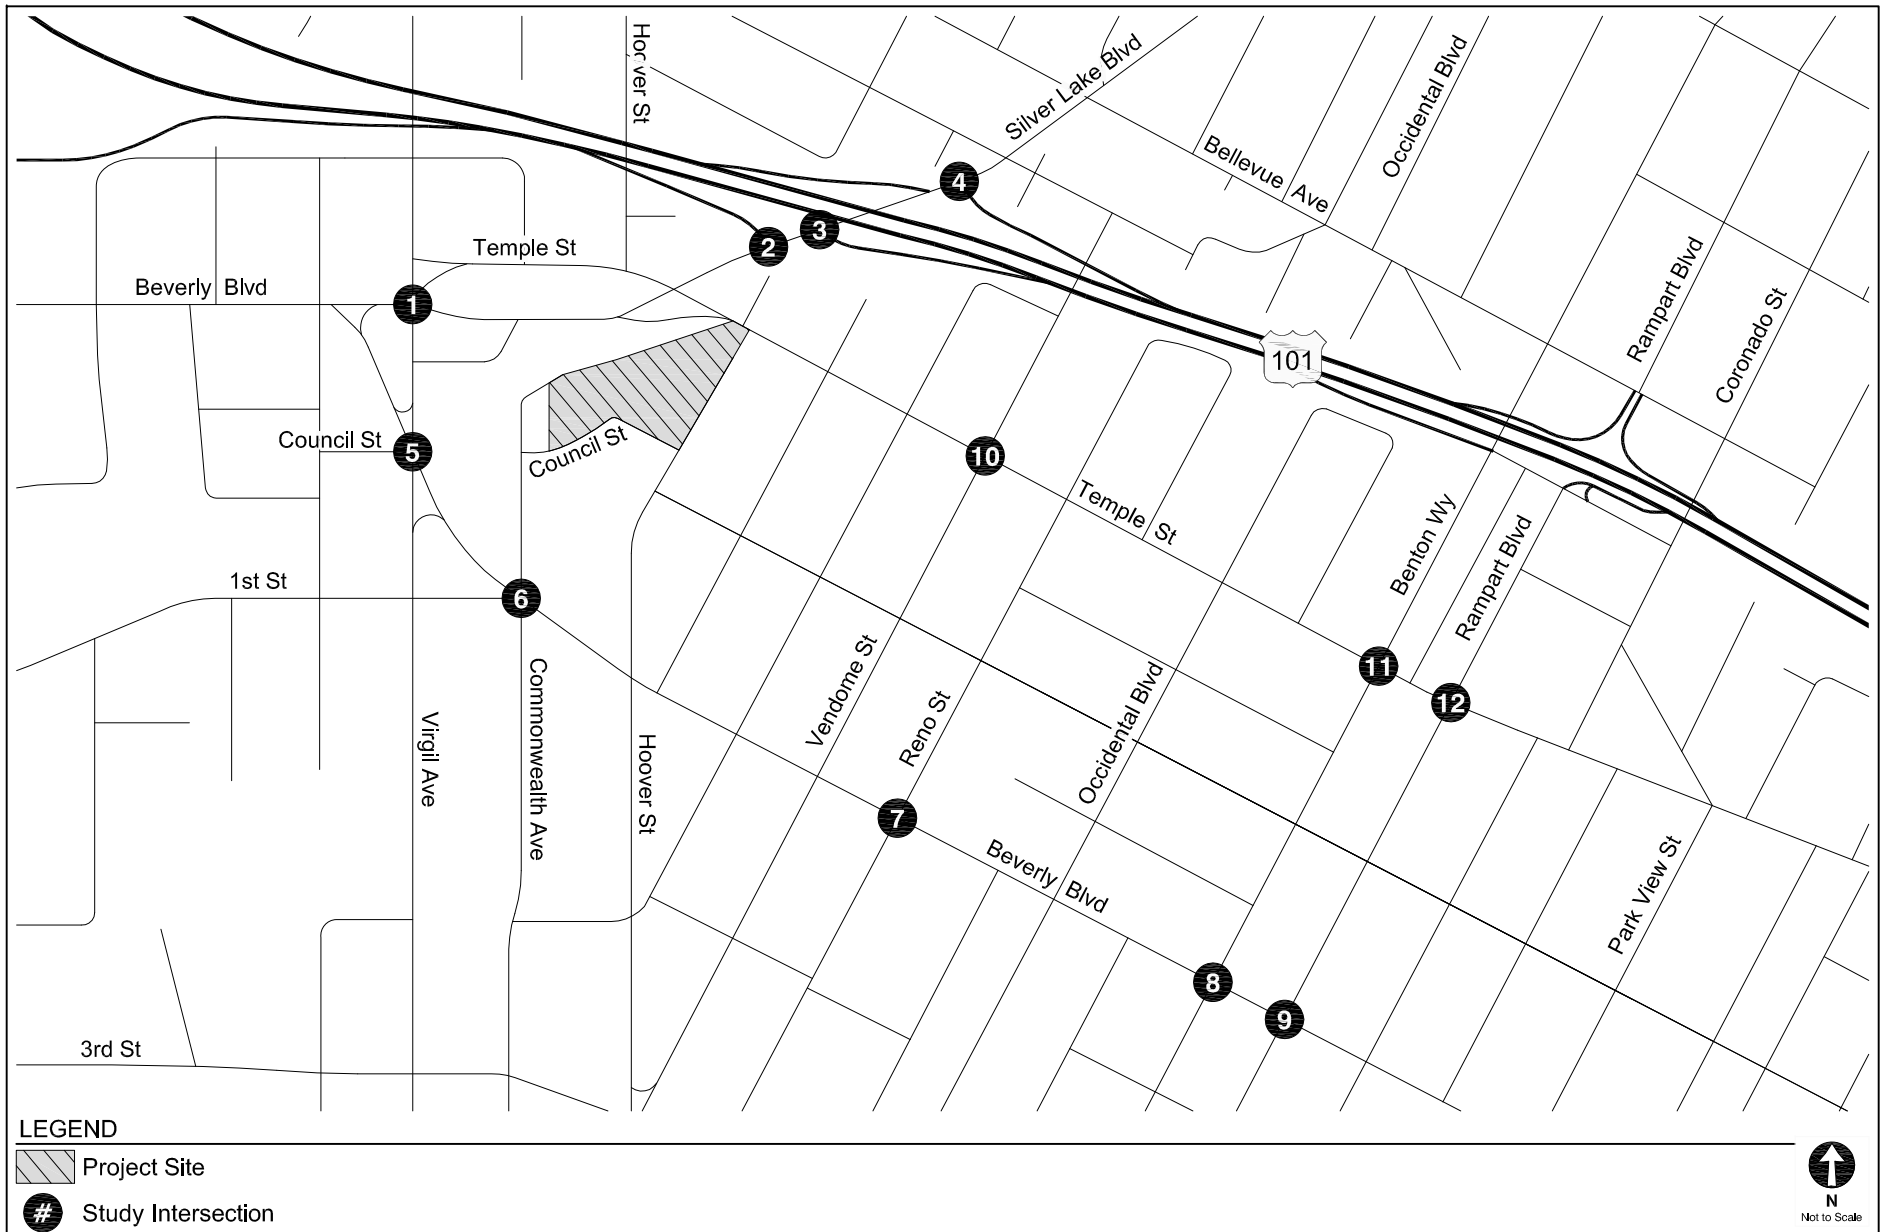 Hoover St
Silver Lake Blvd
Occidental Blvd
Bellevue Ave
4
3
2
Temple St
Beverly Blvd
1
Rampart Blvd
Coronado St
101
Council St
5
Council St
10
Temple St
Benton Wy
Rampart Blvd
1st St
6
11
12
Vendome St
Reno St
Occidental Blvd
Commonwealth Ave
Virgil Ave
Hoover St
7
Beverly Blvd
Park View St
8
9
3rd St
LEGEND
Project Site
# Study Intersection
N
Not to Scale